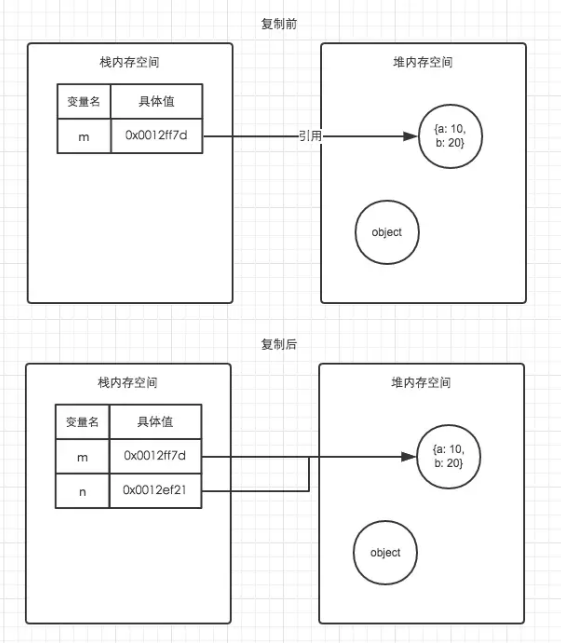 复制前
栈内存空间
堆内存空间
变量名 具体值
m 0x0012ff7d
引用
{a: 10,
b: 20}
object
复制后
栈内存空间
堆内存空间
变量名 具体值
m 0x0012ff7d
n 0x0012ef21
{a: 10,
b: 20}
object